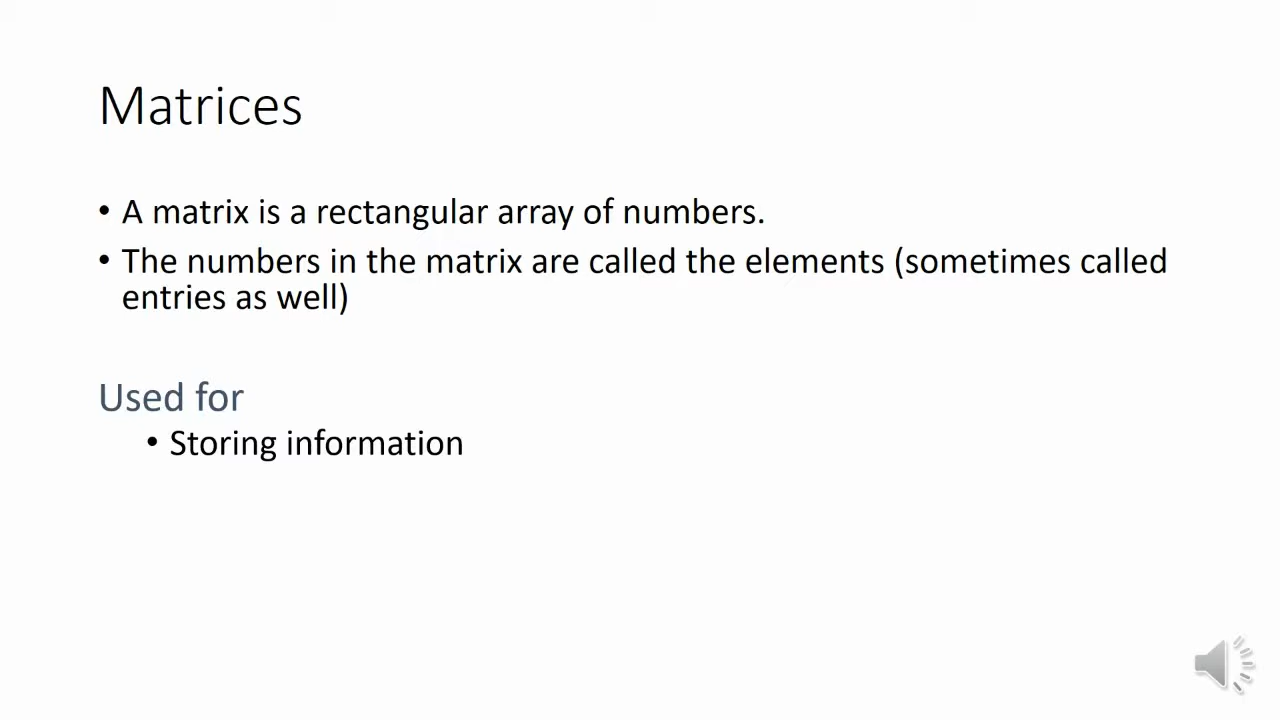 Matrices
• A matrix is a rectangular array of numbers.
• The numbers in the matrix are called the elements (sometimes called
entries as well)
Used for
• Storing information